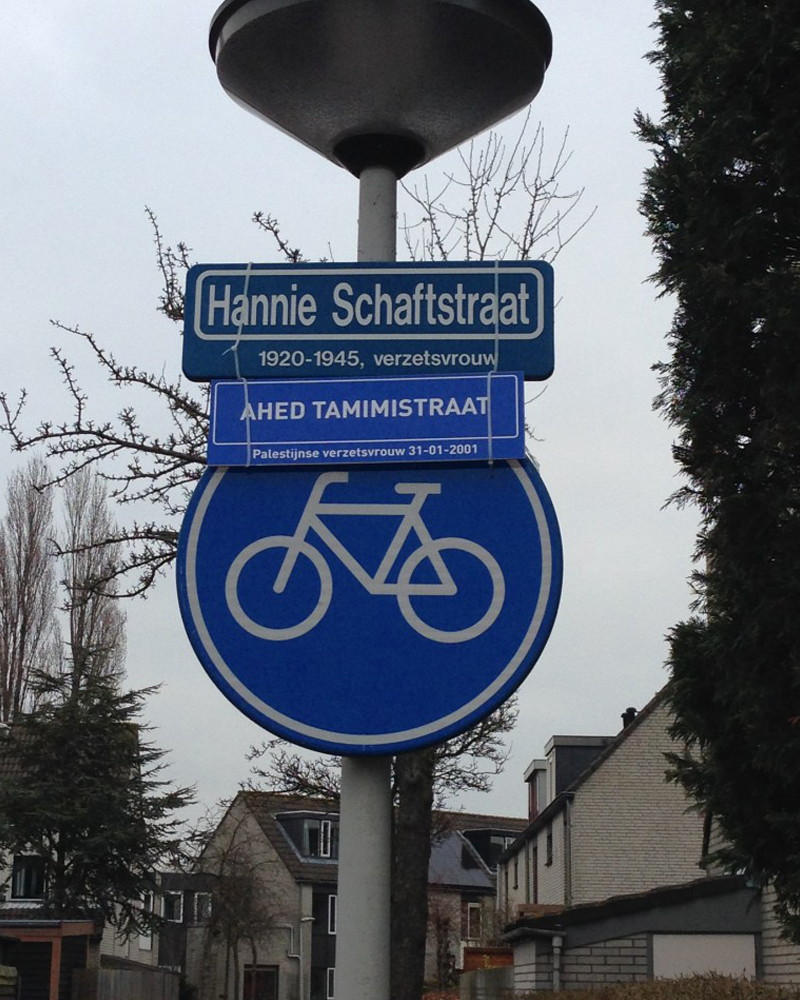 Hannie Schaftstraat
1920-1945, verzetsvrouw
AHED TAMIMISTRAAT
Palestijnse verzetsvrouw 31-01-2001